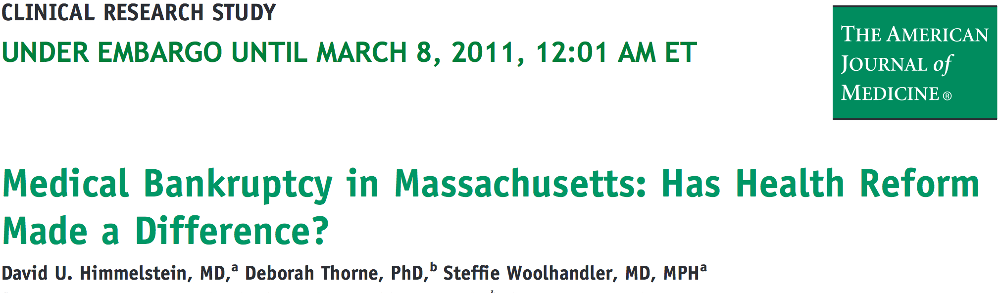 CLINICAL RESEARCH STUDY
UNDER EMBARGO UNTIL MARCH 8, 2011, 12:01 AM ET
THE AMERICAN
JOURNAL of
MEDICINE ®
Medical Bankruptcy in Massachusetts: Has Health Reform
Made a Difference?
David U. Himmelstein, MD,ᵃ Deborah Thorne, PhD,ᵇ Steffie Woolhandler, MD, MPHᵃ